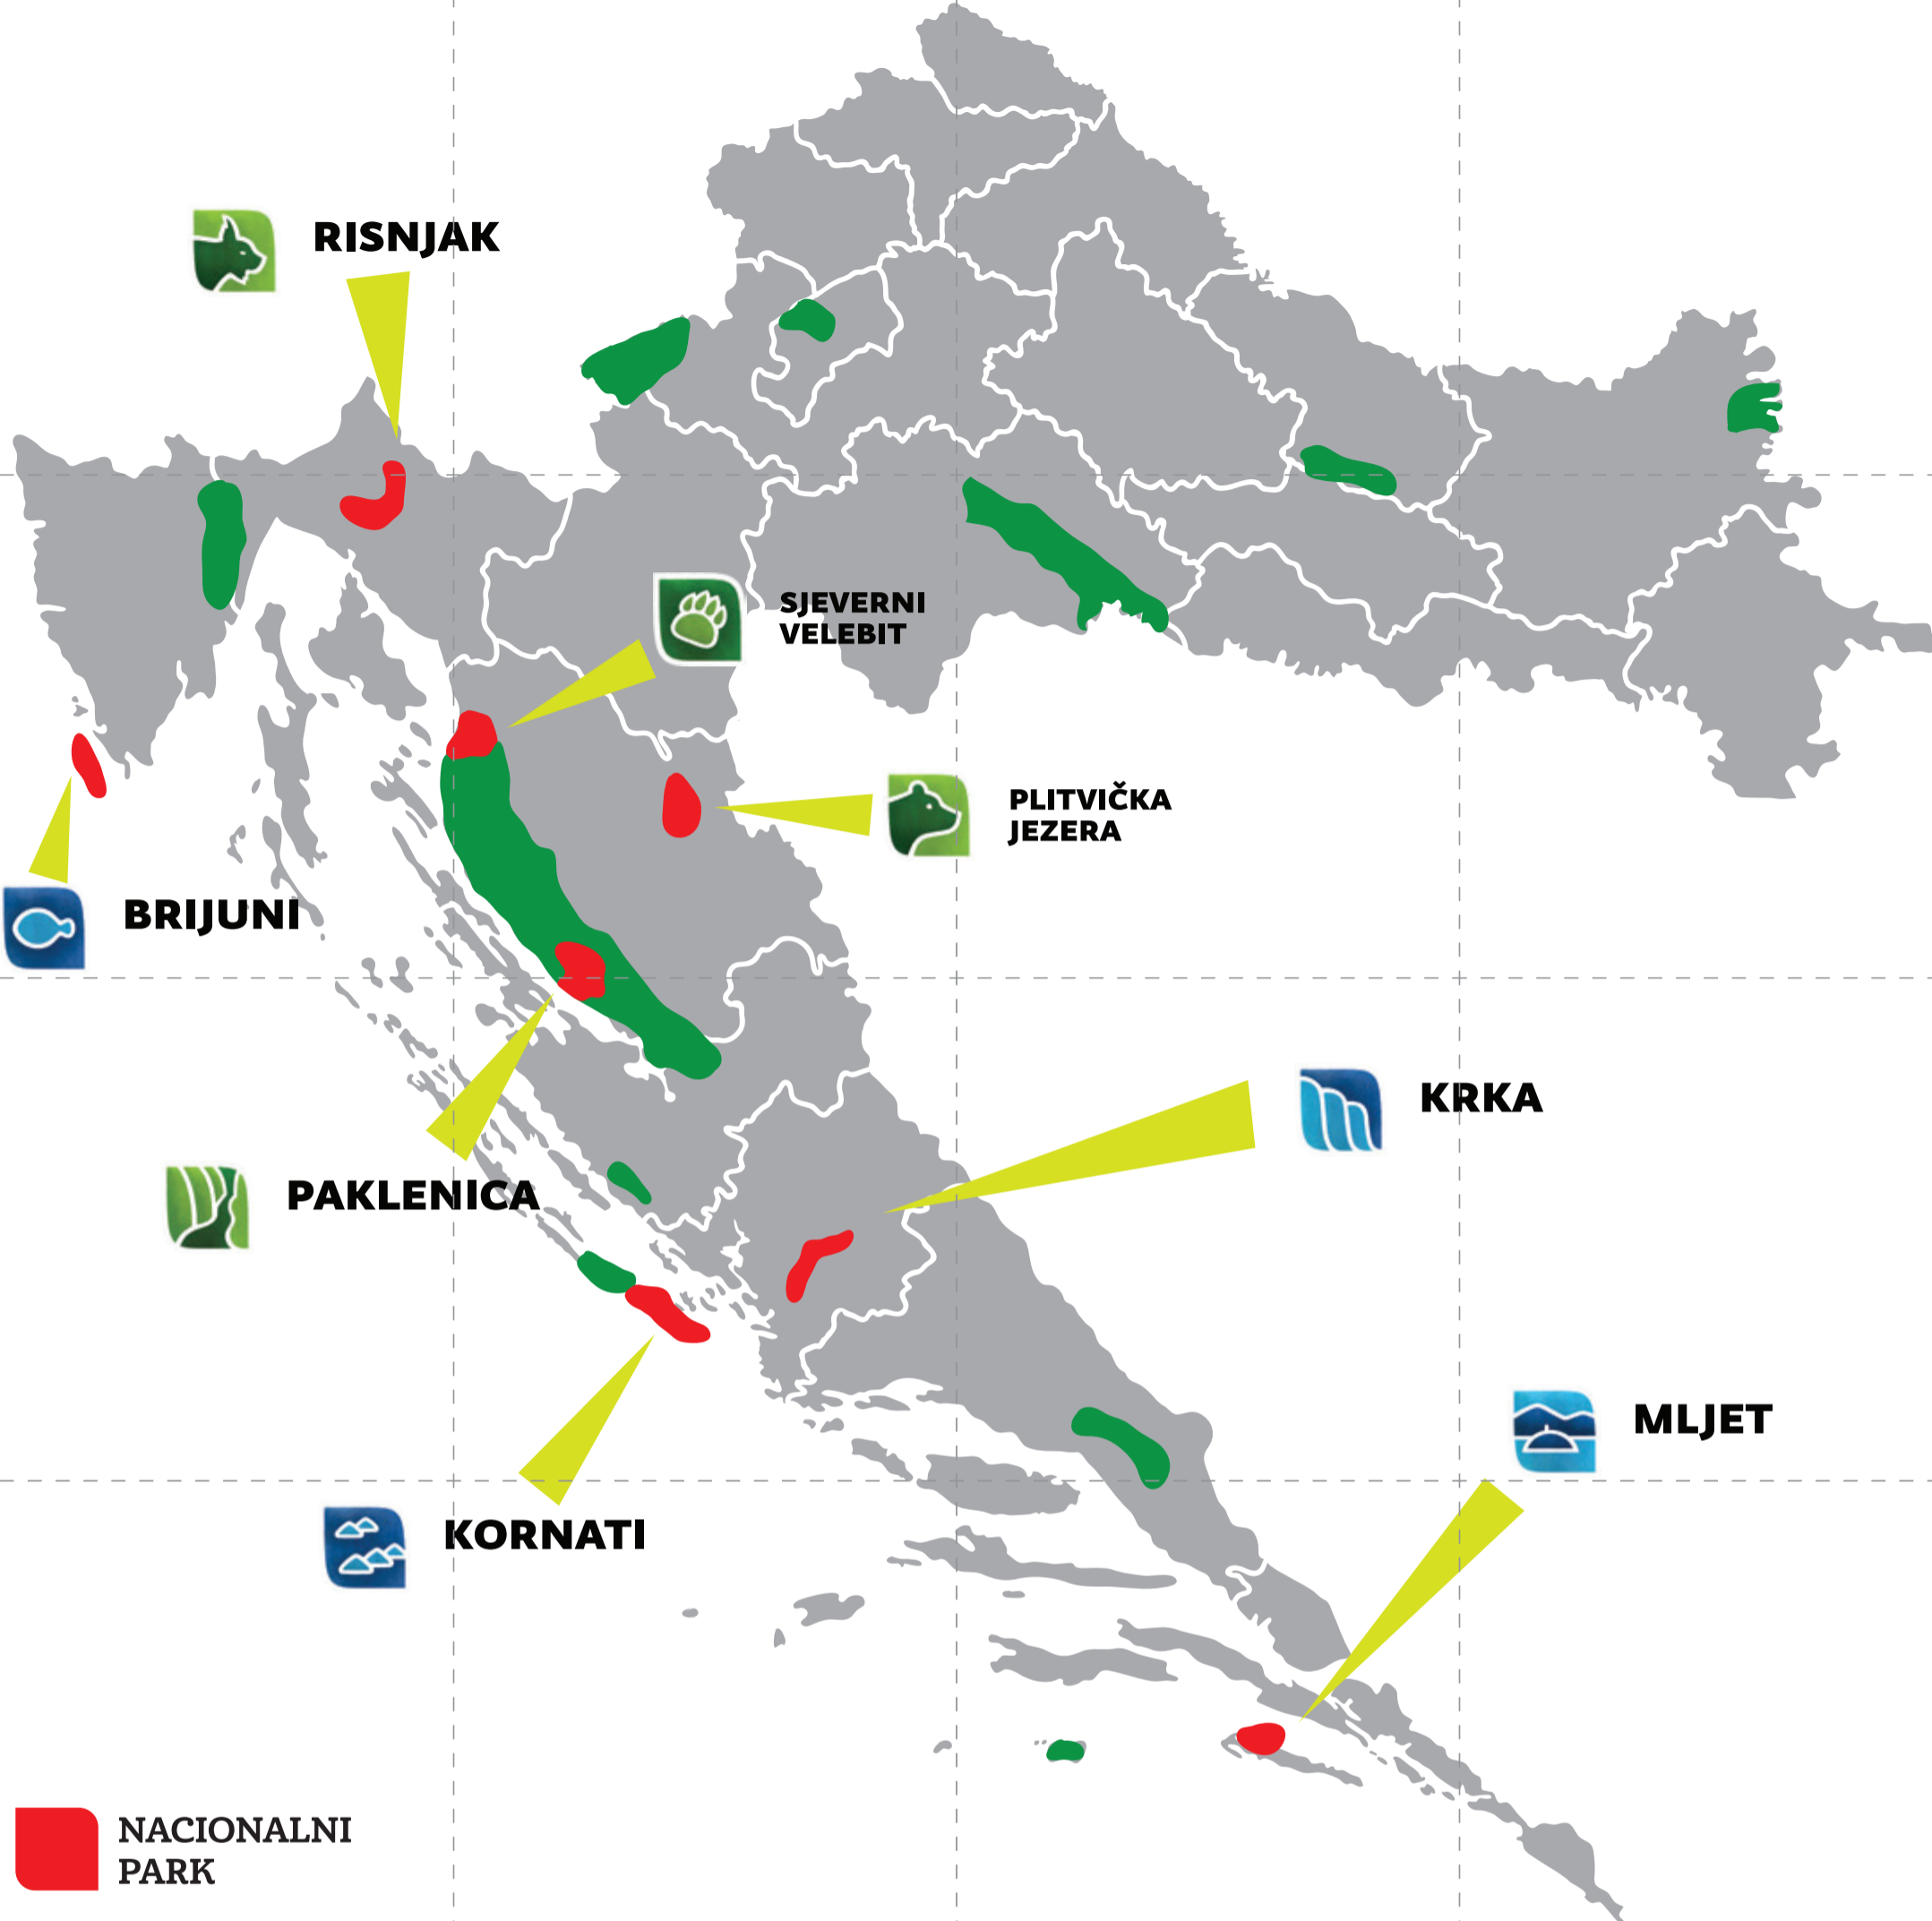 RISNJAK
SJEVERNI
VELEBIT
PLITVIČKA
JEZERA
BRIJUNI
KRKA
PAKLENICA
MLJET
KORNATI
NACIONALNI
PARK